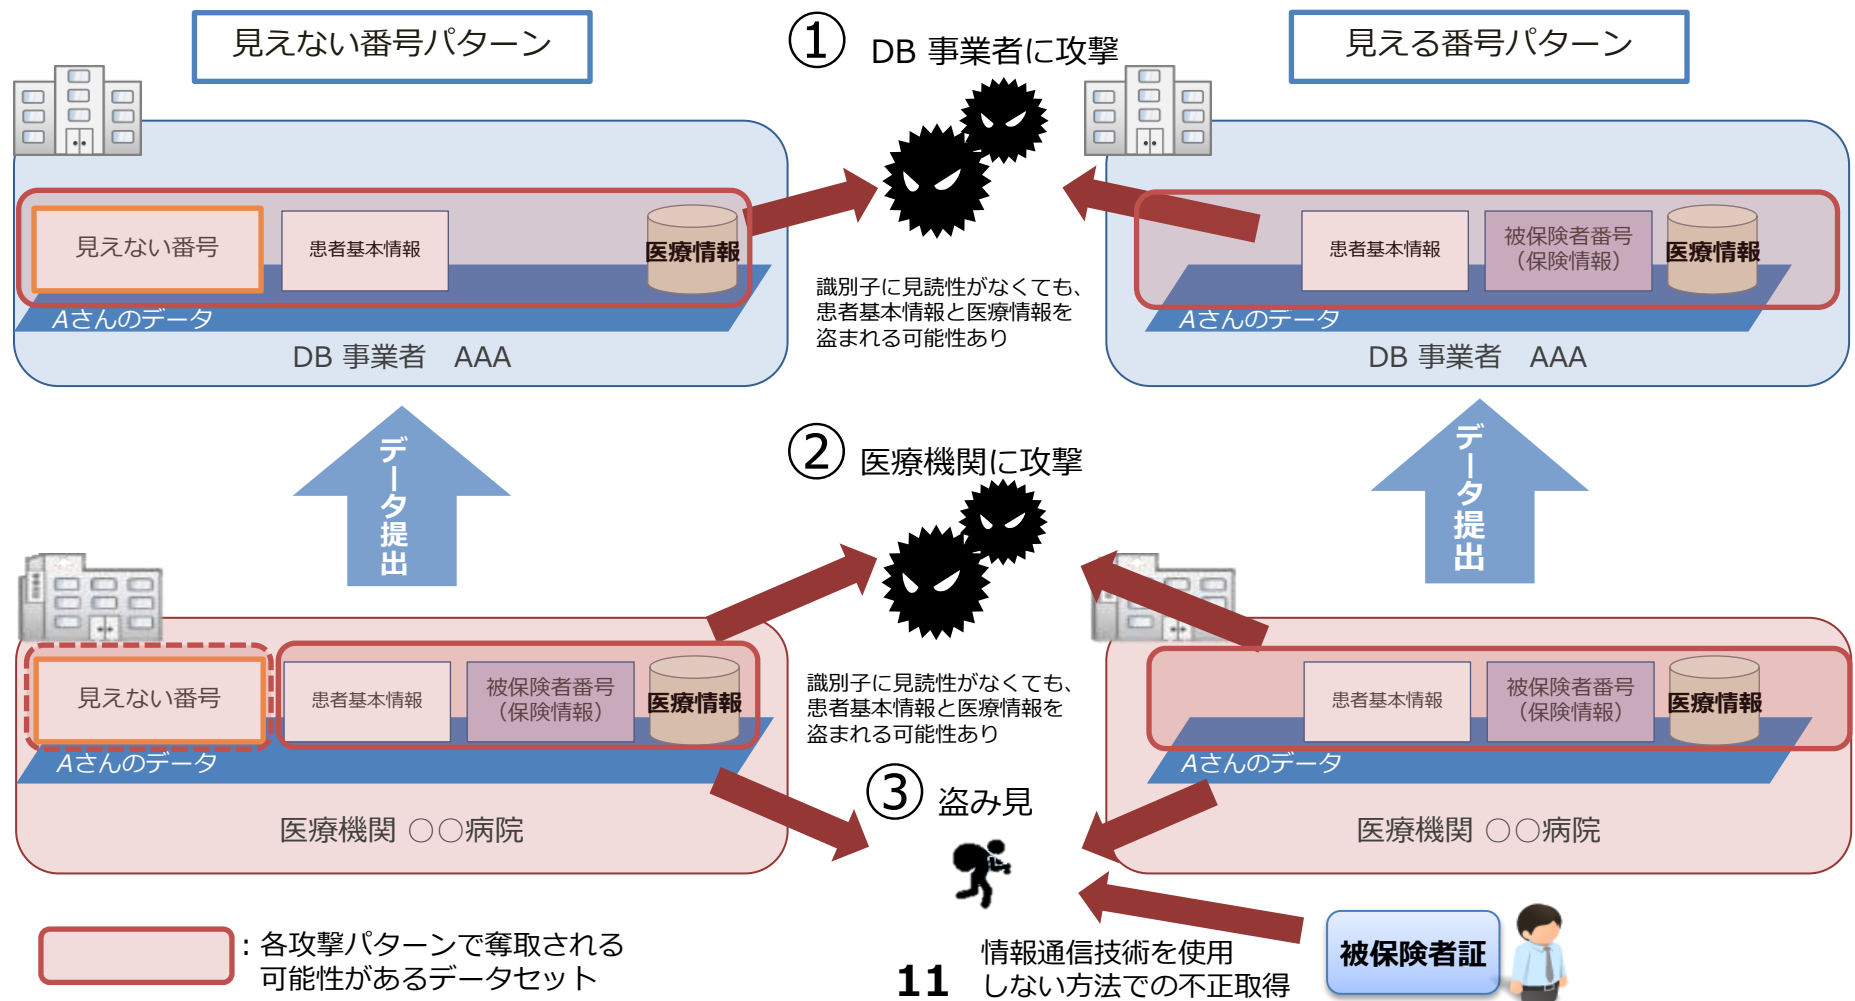 見えない番号パターン
① DB 事業者に攻撃
見える番号パターン
見えない番号
患者基本情報
医療情報
Aさんのデータ
DB 事業者　AAA
識別子に見読性がなくても、
患者基本情報と医療情報を
盗まれる可能性あり
患者基本情報
被保険者番号
（保険情報）
医療情報
Aさんのデータ
DB 事業者　AAA
データ提出
② 医療機関に攻撃
データ提出
見えない番号
患者基本情報
被保険者番号
（保険情報）
医療情報
Aさんのデータ
医療機関 ○○病院
識別子に見読性がなくても、
患者基本情報と医療情報を
盗まれる可能性あり
③ 盗み見
患者基本情報
被保険者番号
（保険情報）
医療情報
Aさんのデータ
医療機関 ○○病院
：各攻撃パターンで奪取される
可能性があるデータセット
11
情報通信技術を使用
しない方法での不正取得
被保険者証